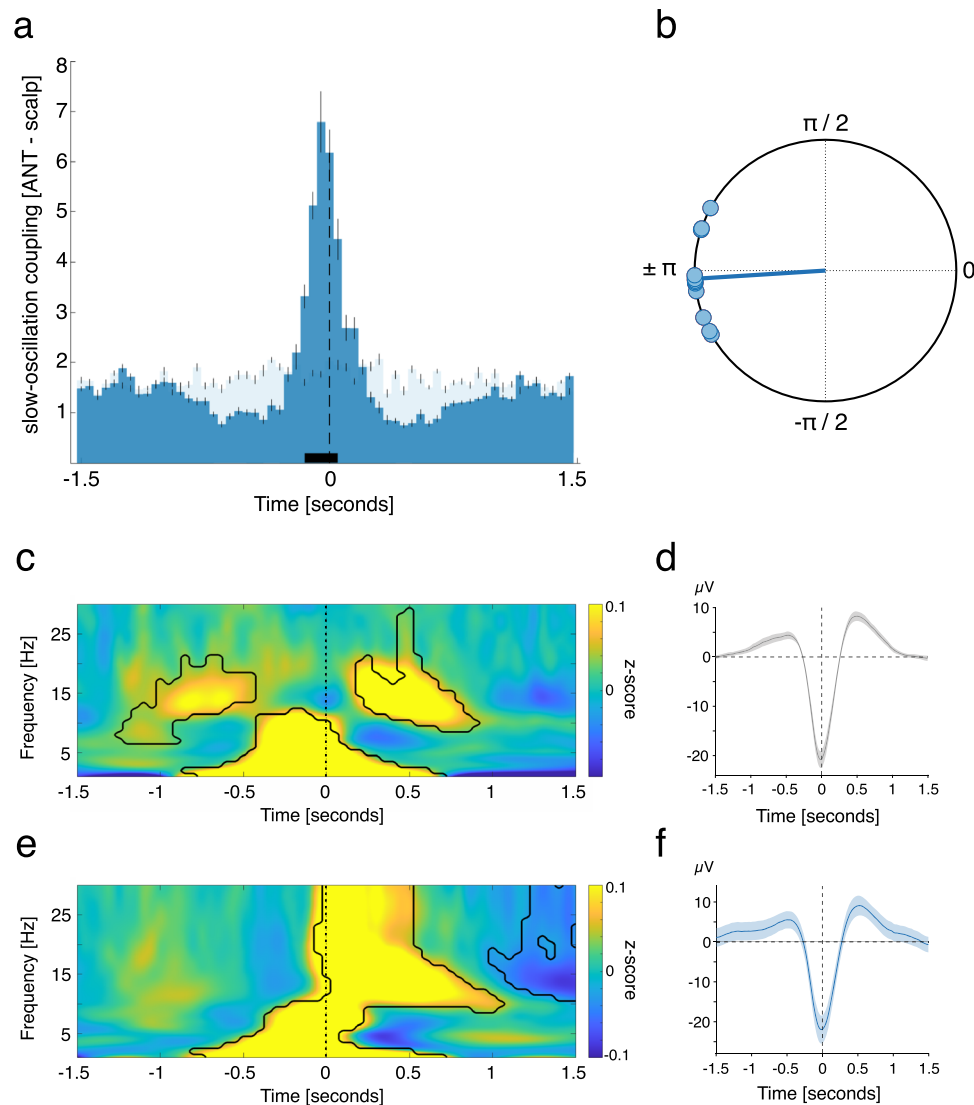 a
slow-oscillation coupling [ANT - scalp]
8
7
6
5
4
3
2
1
-1.5
0
1.5
Time [seconds]
b
π / 2
± π
0
-π / 2
c
Frequency [Hz]
25
15
5
-1.5
-1
-0.5
0
0.5
1
1.5
Time [seconds]
0.1
0
z-score
d
µV
10
0
-10
-20
-1.5
-1
-0.5
0
0.5
1
1.5
Time [seconds]
e
Frequency [Hz]
25
15
5
-1.5
-1
-0.5
0
0.5
1
1.5
Time [seconds]
0.1
0
-0.1
z-score
f
µV
10
0
-10
-20
-1.5
-1
-0.5
0
0.5
1
1.5
Time [seconds]